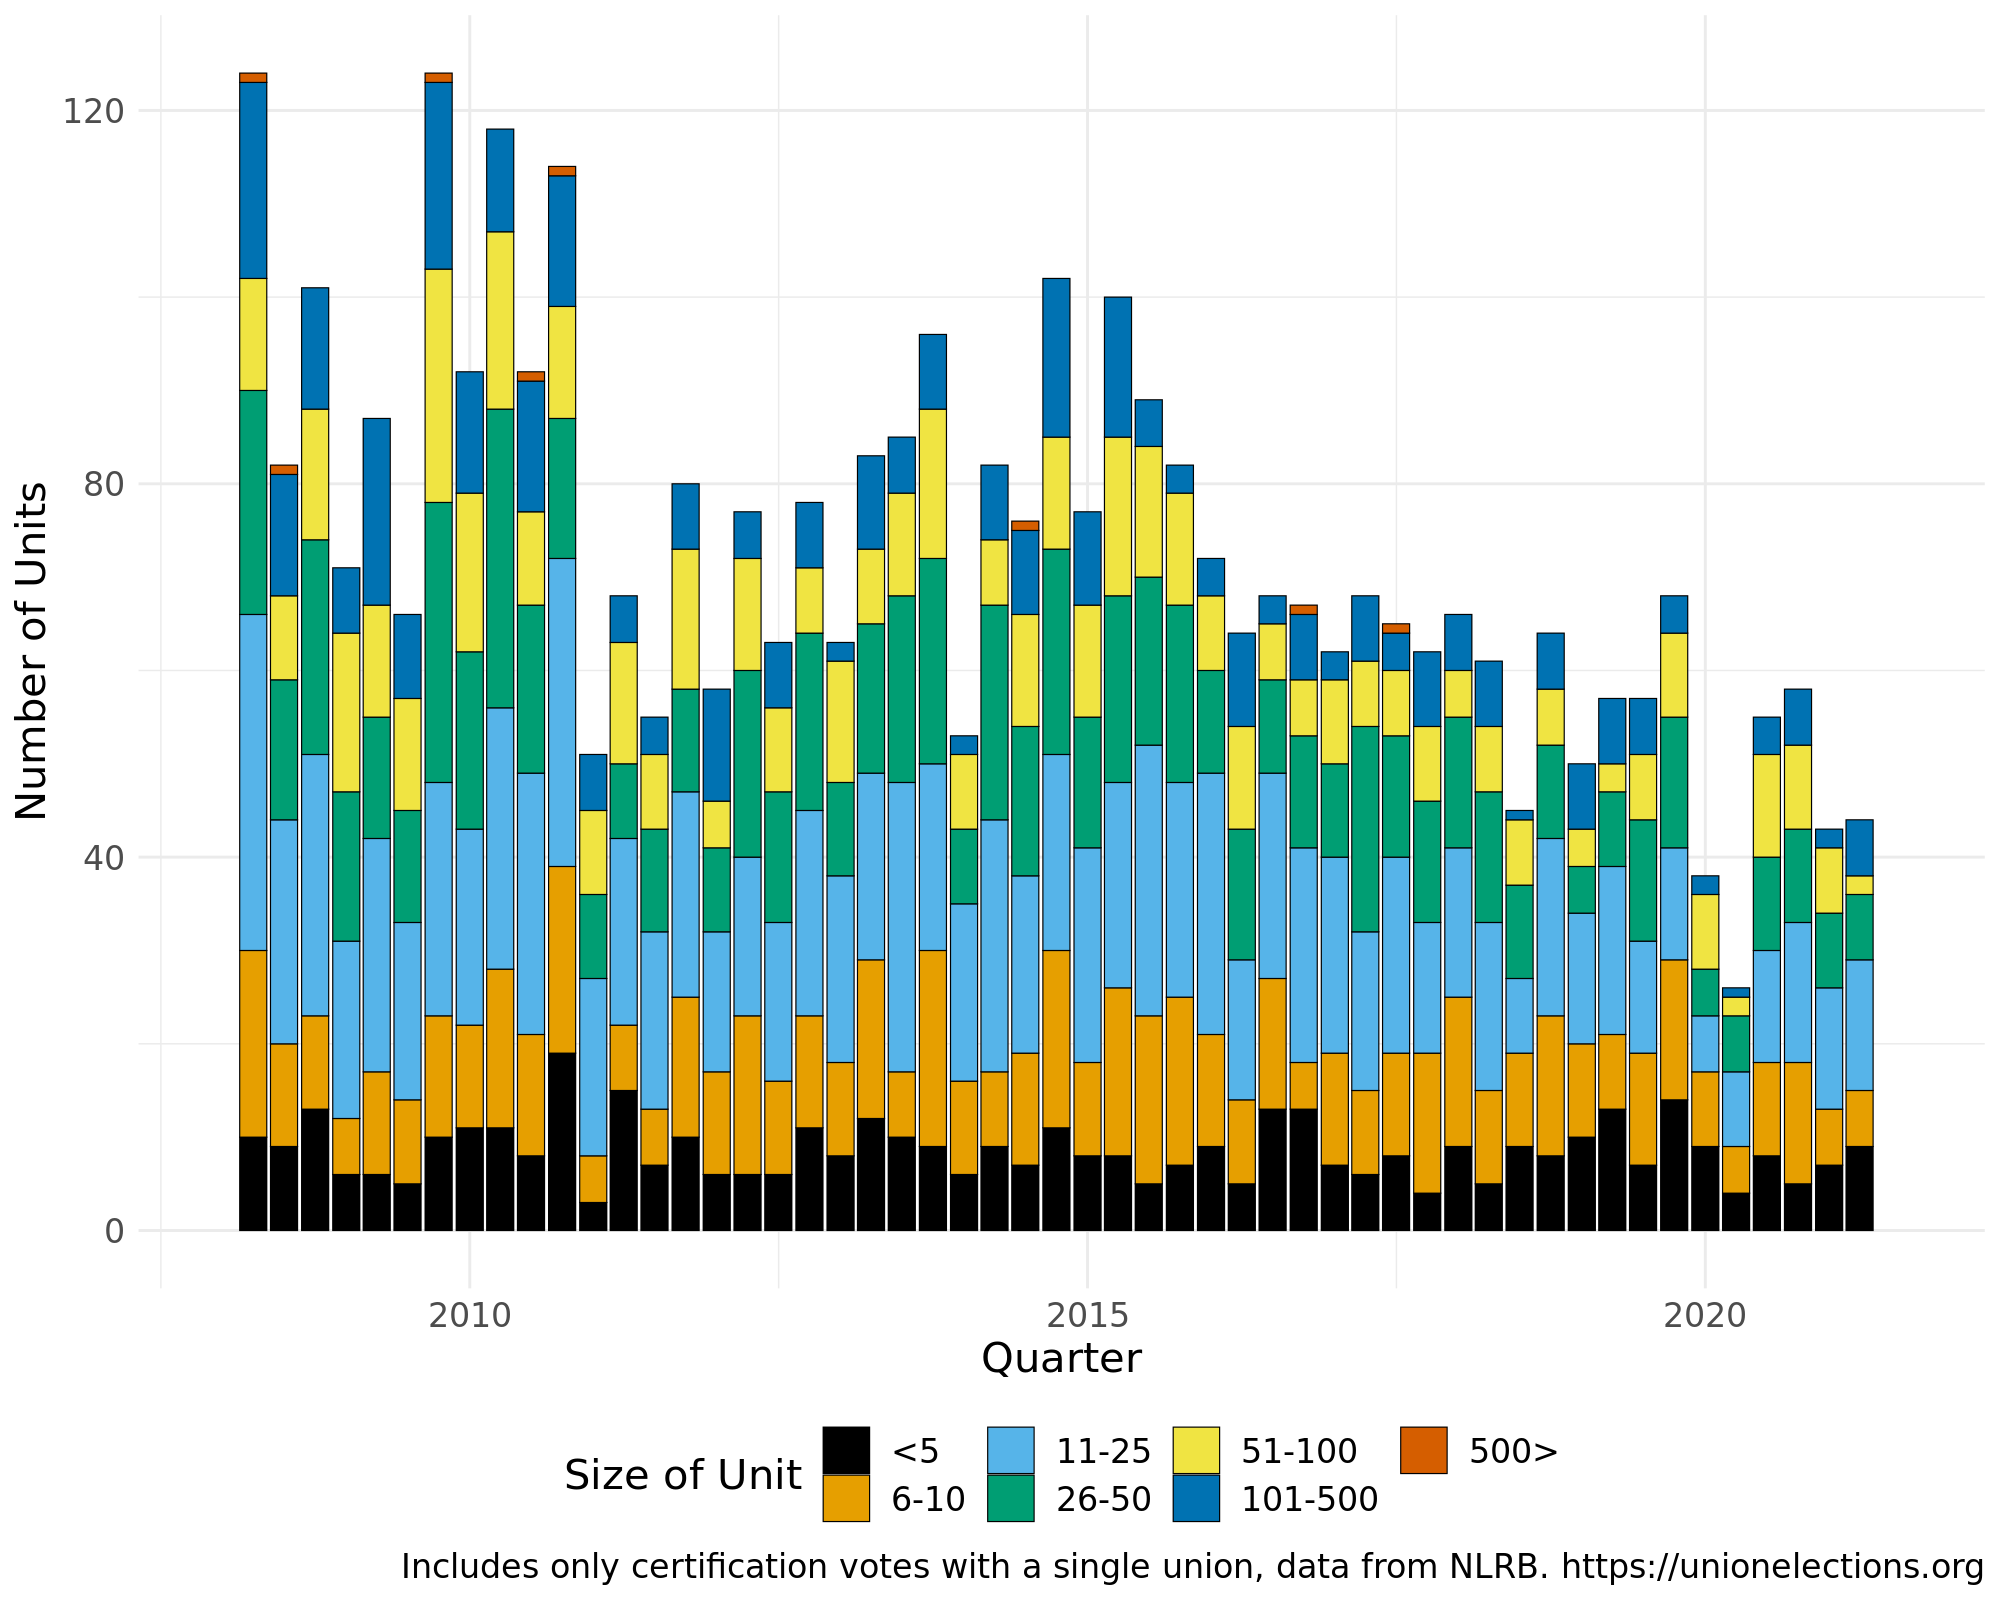 120
80
40
0
Number of Units
2010 2015 2020
Quarter
Size of Unit
<5 11-25 51-100 500>
6-10 26-50 101-500
Includes only certification votes with a single union, data from NLRB. https://unionelections.org